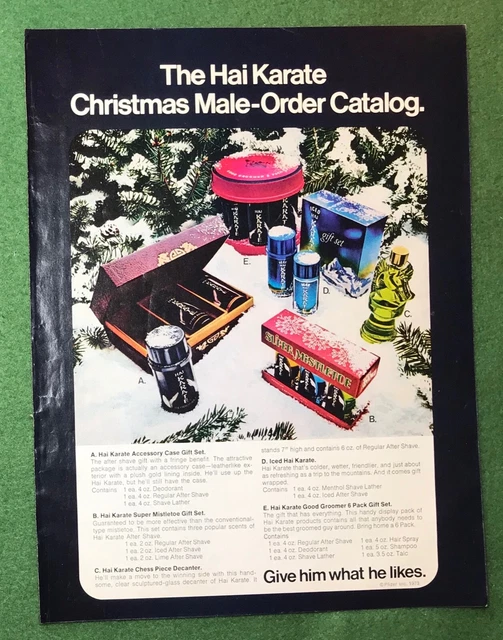 The Hai Karate
Christmas Male-Order Catalog.
HAI KARATE
HAI KARATE
ICED HAI KARATE
gift set
E.
D.
C.
A.
HAI KARATE
SUPER MISTLETOE
B.
A. Hai Karate Accessory Case Gift Set.
The after shave gift with a fringe benefit. The attractive
package is actually an accessory case—leatherlike ex-
terior with a plush gold lining inside. He'll use up the
Hai Karate, but he'll still have the case.
Contains 1 ea. 4 oz. Deodorant
1 ea. 4 oz. Regular After Shave
1 ea. 4 oz. Shave Lather
B. Hai Karate Super Mistletoe Gift Set.
Guaranteed to be more effective than the conventional-
type mistletoe. This set contains three popular scents of
Hai Karate After Shave.
1 ea. 2 oz. Regular After Shave
1 ea. 2 oz. Iced After Shave
1 ea. 2 oz. Lime After Shave
C. Hai Karate Chess Piece Decanter.
He'll make a move to the winning side with this hand-
some, clear sculptured-glass decanter of Hai Karate. It
stands 7" high and contains 6 oz. of Regular After Shave.
D. Iced Hai Karate.
Hai Karate that's colder, wetter, friendlier, and just about
as refreshing as a trip to the mountains. And it comes gift
wrapped.
Contains 1 ea. 4 oz. Menthol Shave Lather
1 ea. 4 oz. Iced After Shave
E. Hai Karate Good Groomer 6 Pack Gift Set.
The gift that has everything. This handy display pack of
Hai Karate products contains all that anybody needs to
be the best groomed guy around. Bring home a 6 Pack.
Contains
1 ea. 4 oz. Regular After Shave 1 ea. 4 oz. Hair Spray
1 ea. 4 oz. Deodorant 1 ea. 5 oz. Shampoo
1 ea. 4 oz. Shave Lather 1 ea. 3.5 oz. Talc
Give him what he likes.